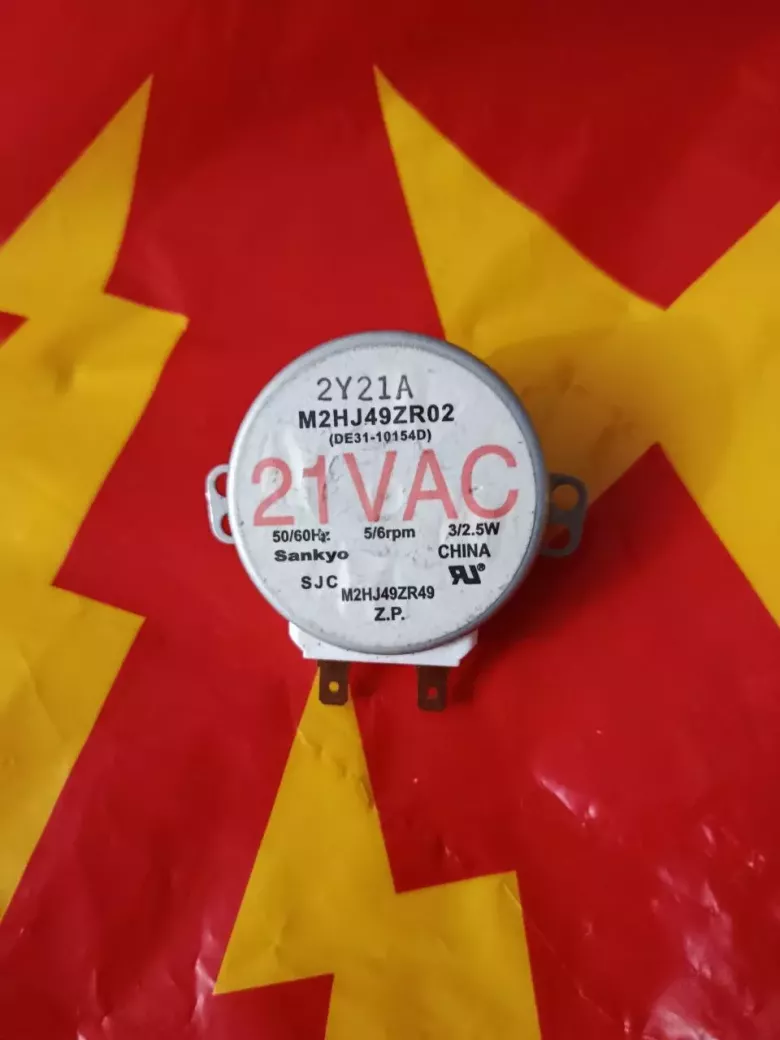 2Y21A
M2HJ49ZR02
(DE31-10154D)
21VAC
50/60Hz 5/6rpm 3/2.5W
Sankyo CHINA
SJC
M2HJ49ZR49
Z.P.